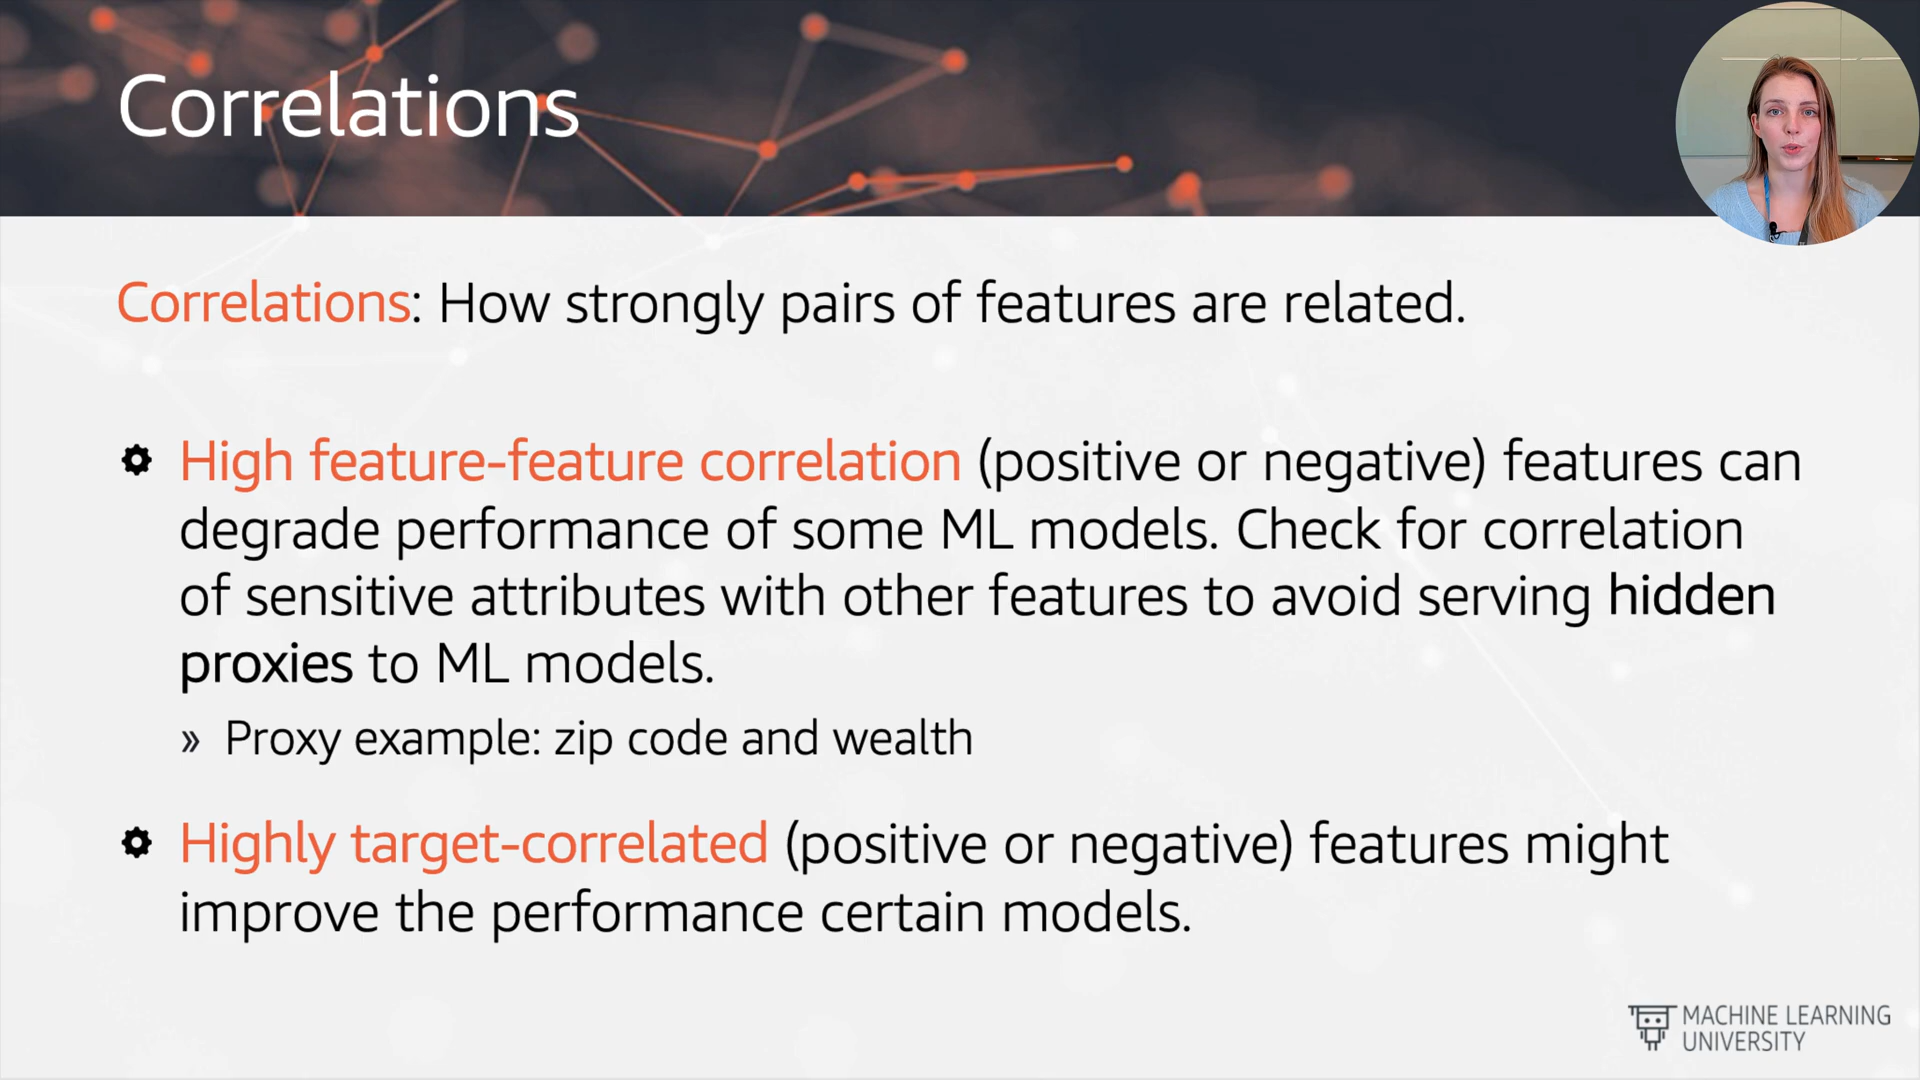 Correlations
Correlations: How strongly pairs of features are related.
High feature-feature correlation (positive or negative) features can
degrade performance of some ML models. Check for correlation
of sensitive attributes with other features to avoid serving hidden
proxies to ML models.
» Proxy example: zip code and wealth
Highly target-correlated (positive or negative) features might
improve the performance certain models.
MACHINE LEARNING
UNIVERSITY